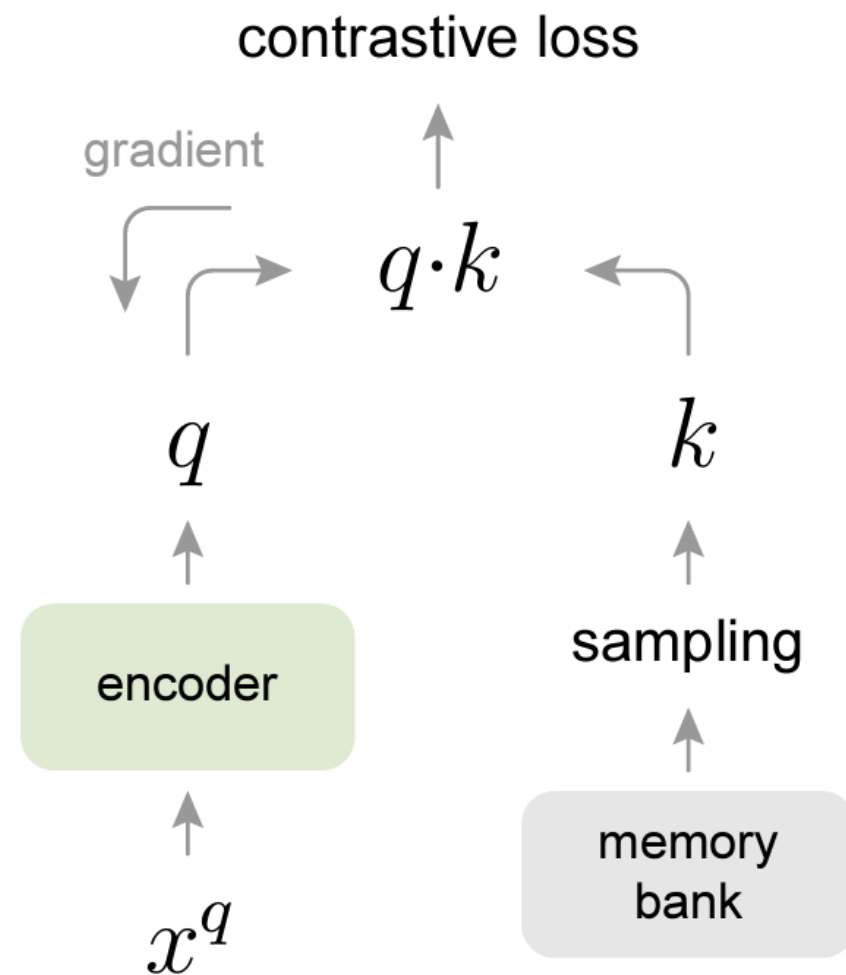 contrastive loss
gradient
q·k
q
k
sampling
encoder
memory
bank
x^q